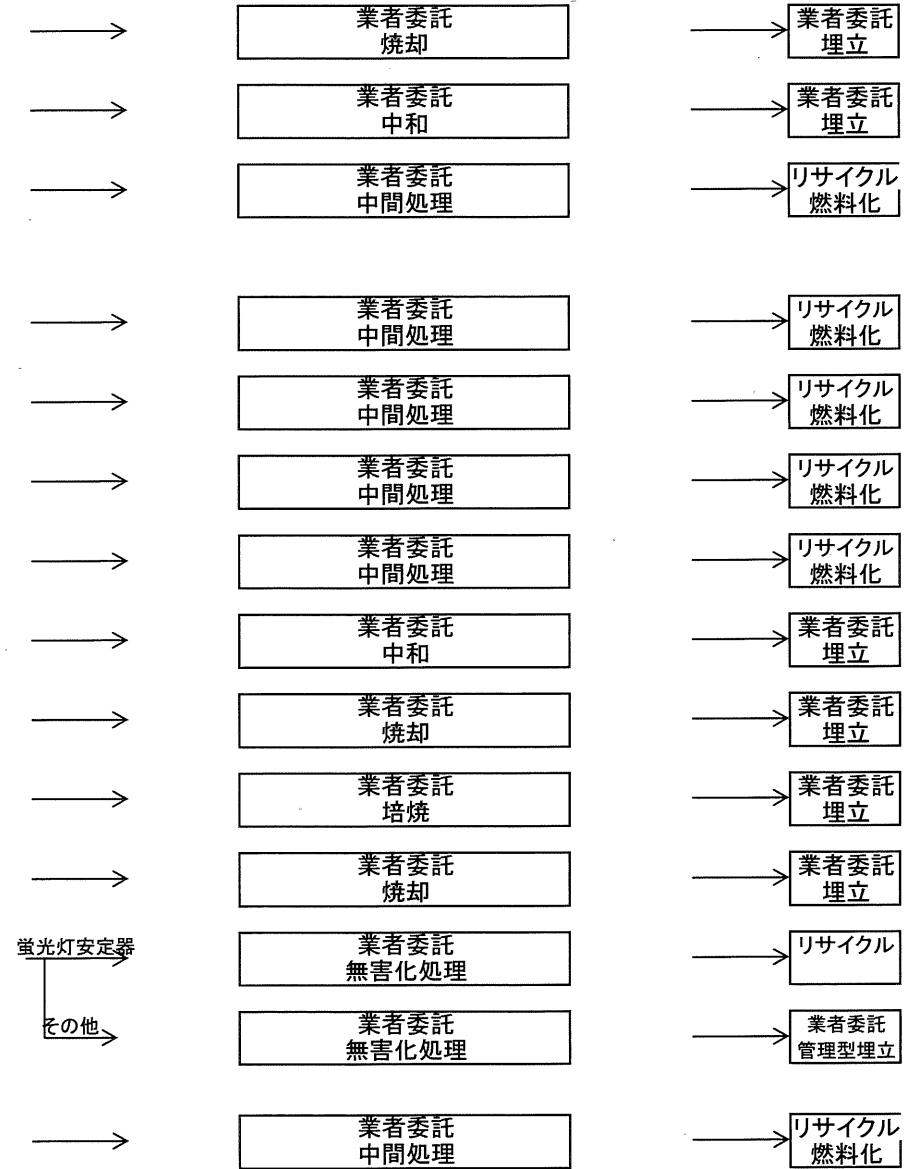 業者委託
焼却
業者委託
埋立
業者委託
中和
業者委託
埋立
業者委託
中間処理
リサイクル
燃料化
業者委託
中間処理
リサイクル
燃料化
業者委託
中間処理
リサイクル
燃料化
業者委託
中間処理
リサイクル
燃料化
業者委託
中間処理
リサイクル
燃料化
業者委託
中和
業者委託
埋立
業者委託
焼却
業者委託
埋立
業者委託
培焼
業者委託
埋立
業者委託
焼却
業者委託
埋立
蛍光灯安定器
業者委託
無害化処理
リサイクル
その他
業者委託
無害化処理
業者委託
管理型埋立
業者委託
中間処理
リサイクル
燃料化